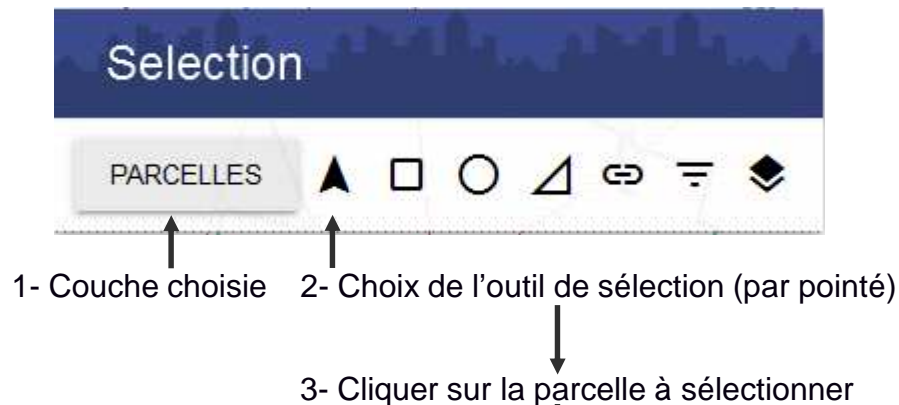 Selection
PARCELLES
1- Couche choisie 2- Choix de l’outil de sélection (par pointé)
3- Cliquer sur la parcelle à sélectionner